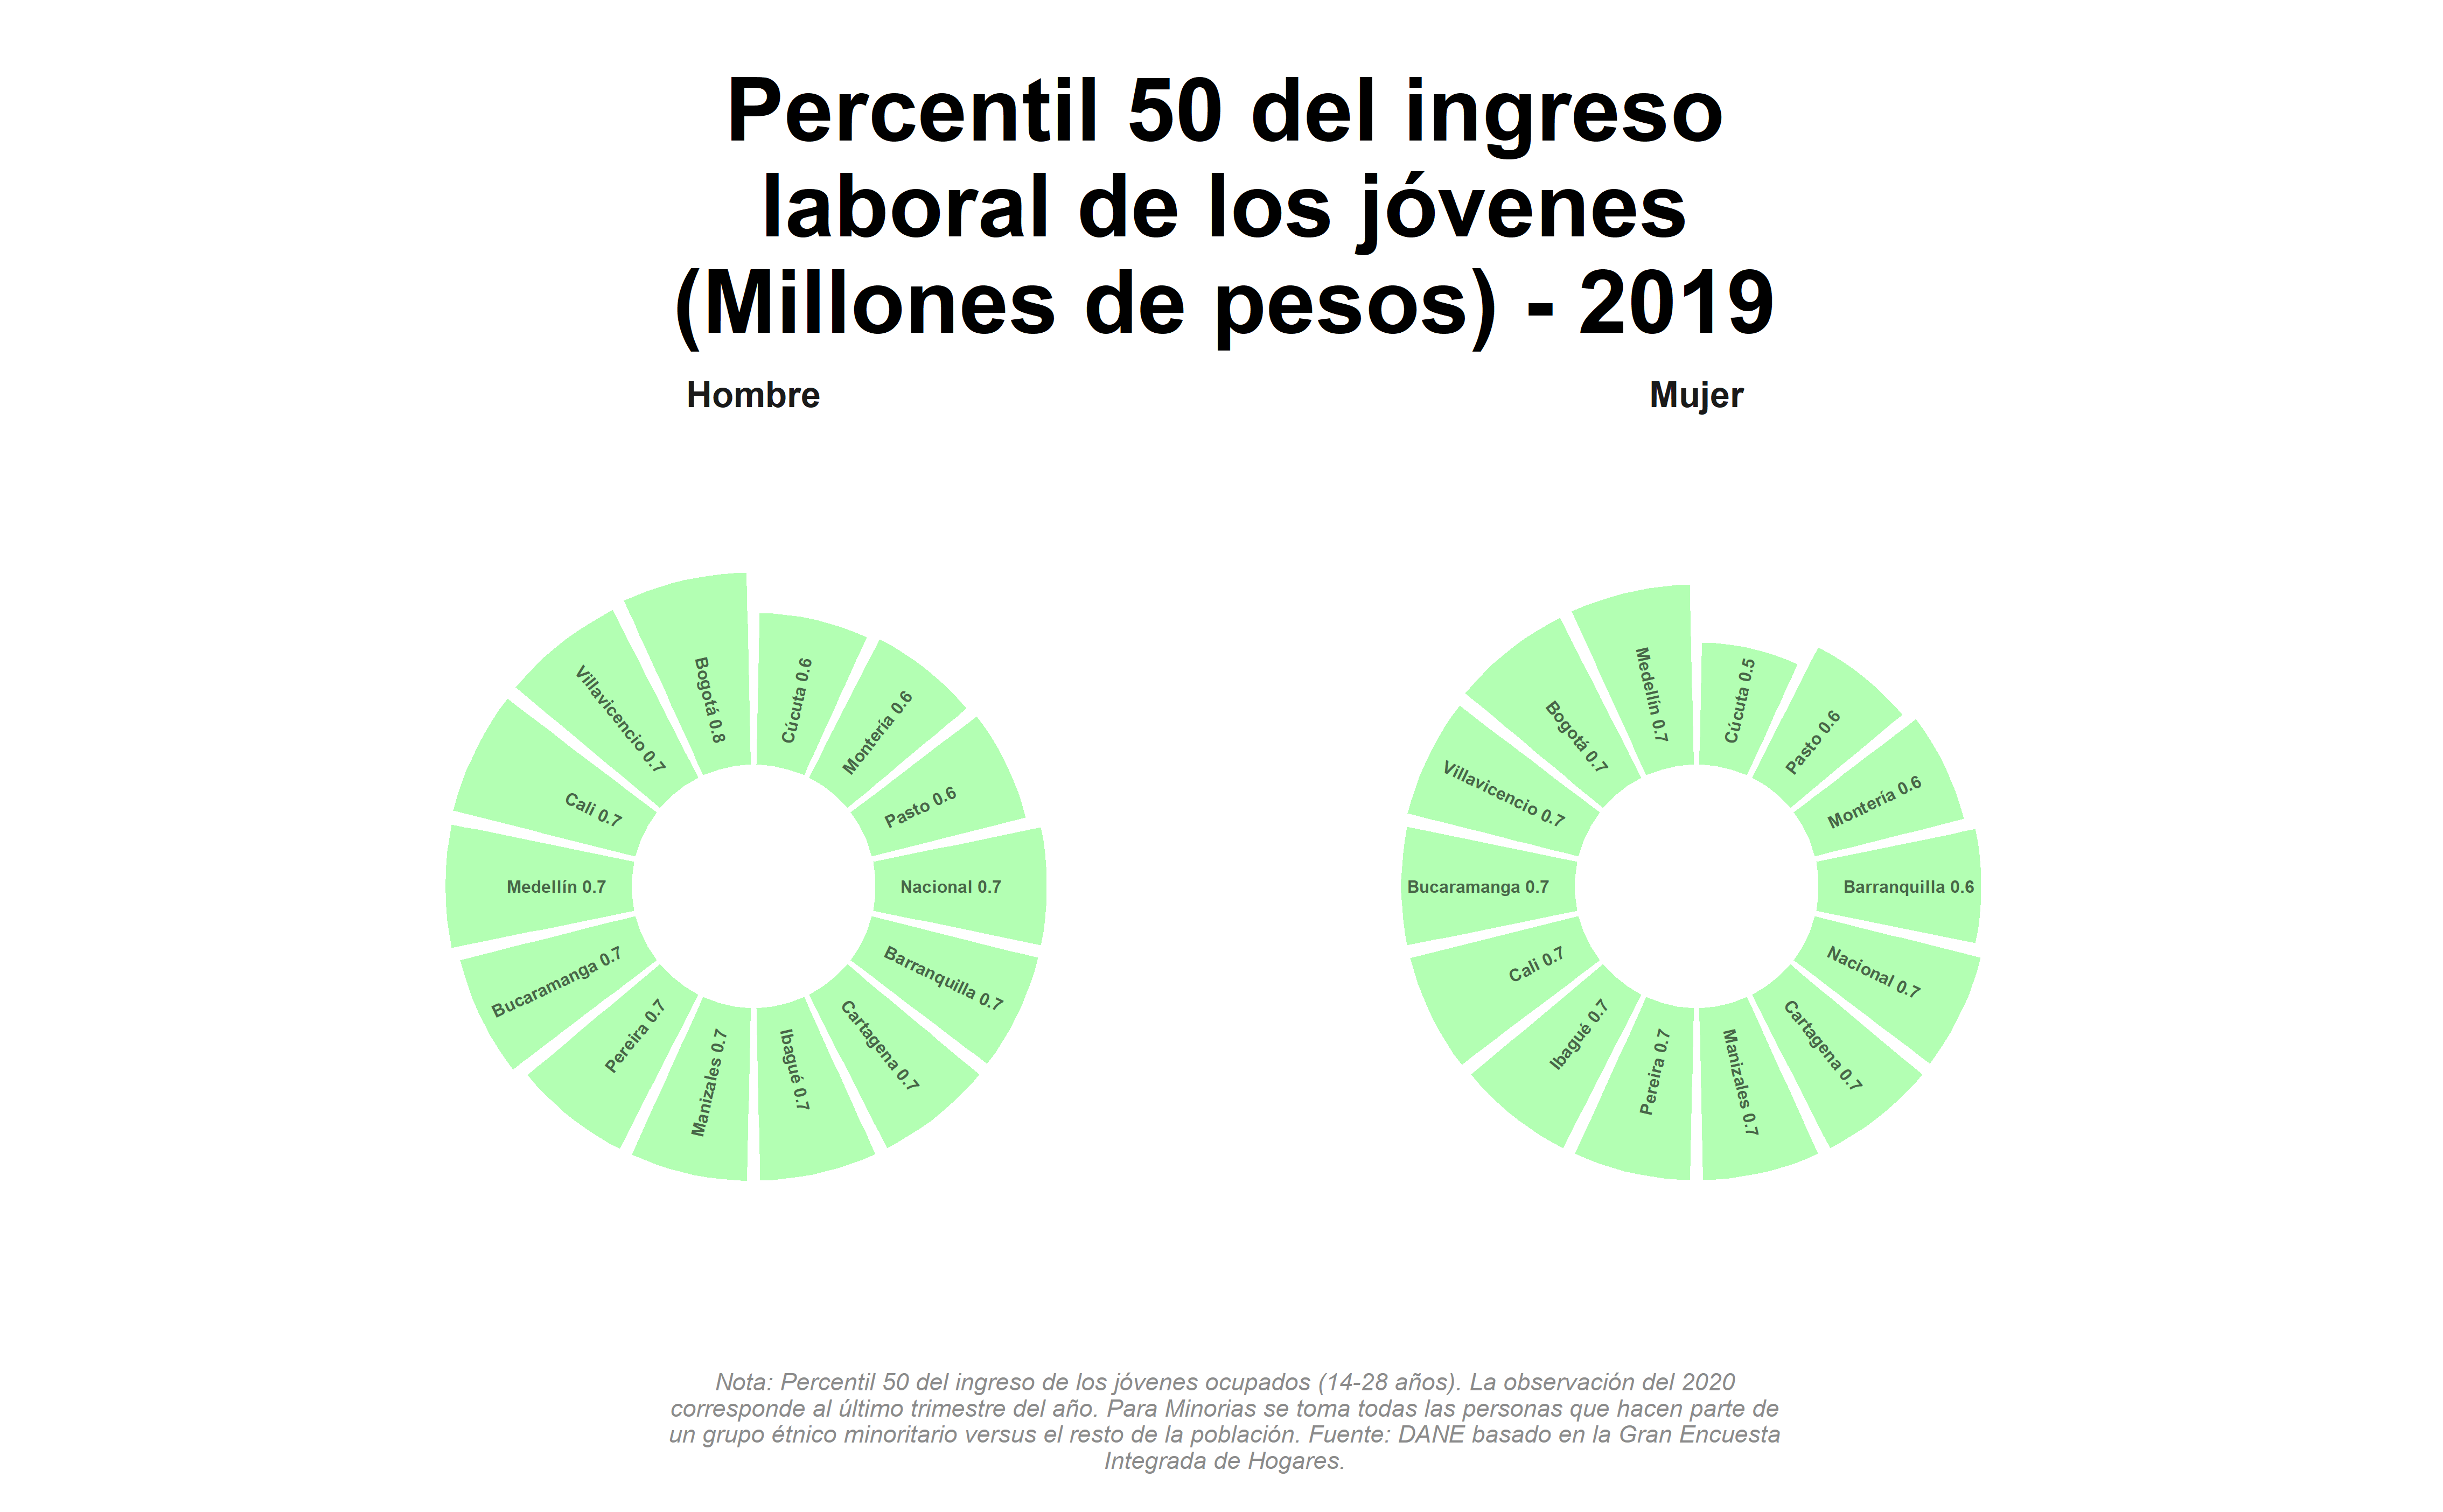 Percentil 50 del ingreso
laboral de los jóvenes
(Millones de pesos) - 2019
Hombre
Cúcuta 0.6
Montería 0.6
Pasto 0.6
Nacional 0.7
Barranquilla 0.7
Cartagena 0.7
Ibagué 0.7
Manizales 0.7
Pereira 0.7
Bucaramanga 0.7
Medellín 0.7
Cali 0.7
Villavicencio 0.7
Bogotá 0.8
Mujer
Cúcuta 0.5
Pasto 0.6
Montería 0.6
Barranquilla 0.6
Nacional 0.7
Cartagena 0.7
Manizales 0.7
Pereira 0.7
Ibagué 0.7
Cali 0.7
Bucaramanga 0.7
Villavicencio 0.7
Bogotá 0.7
Medellín 0.7
Nota: Percentil 50 del ingreso de los jóvenes ocupados (14-28 años). La observación del 2020
corresponde al último trimestre del año. Para Minorias se toma todas las personas que hacen parte de
un grupo étnico minoritario versus el resto de la población. Fuente: DANE basado en la Gran Encuesta
Integrada de Hogares.